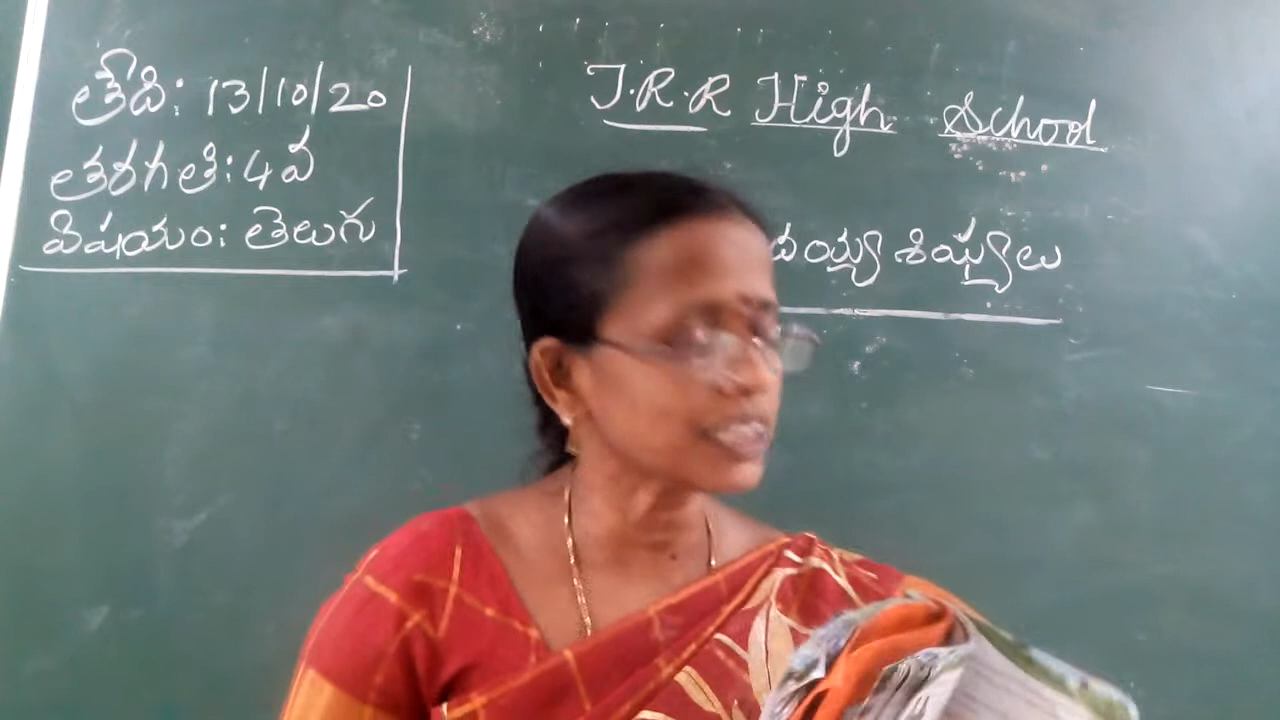 తేది: 13/10/20
తరగతి: 4వ
విషయం: తెలుగు
J.R.R High School
శిష్యులు